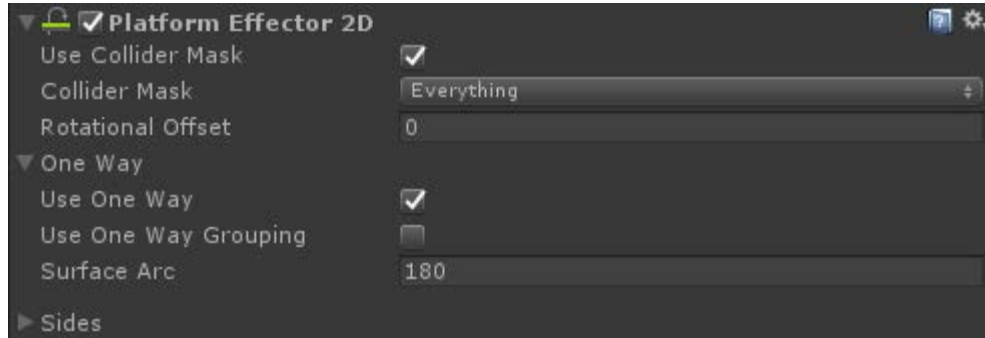 Platform Effector 2D
Use Collider Mask
Collider Mask Everything
Rotational Offset 0
One Way
Use One Way
Use One Way Grouping
Surface Arc 180
Sides